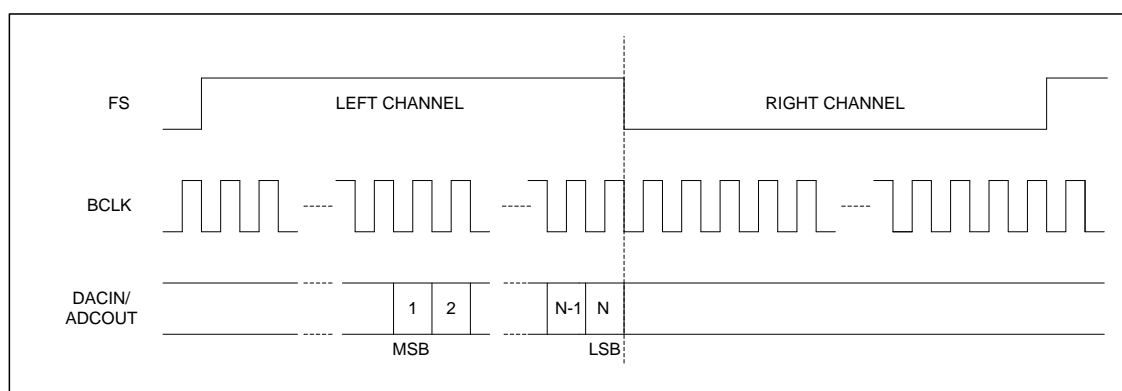 FS
LEFT CHANNEL
RIGHT CHANNEL
BCLK
DACIN/
ADCOUT
1
2
N-1
N
MSB
LSB